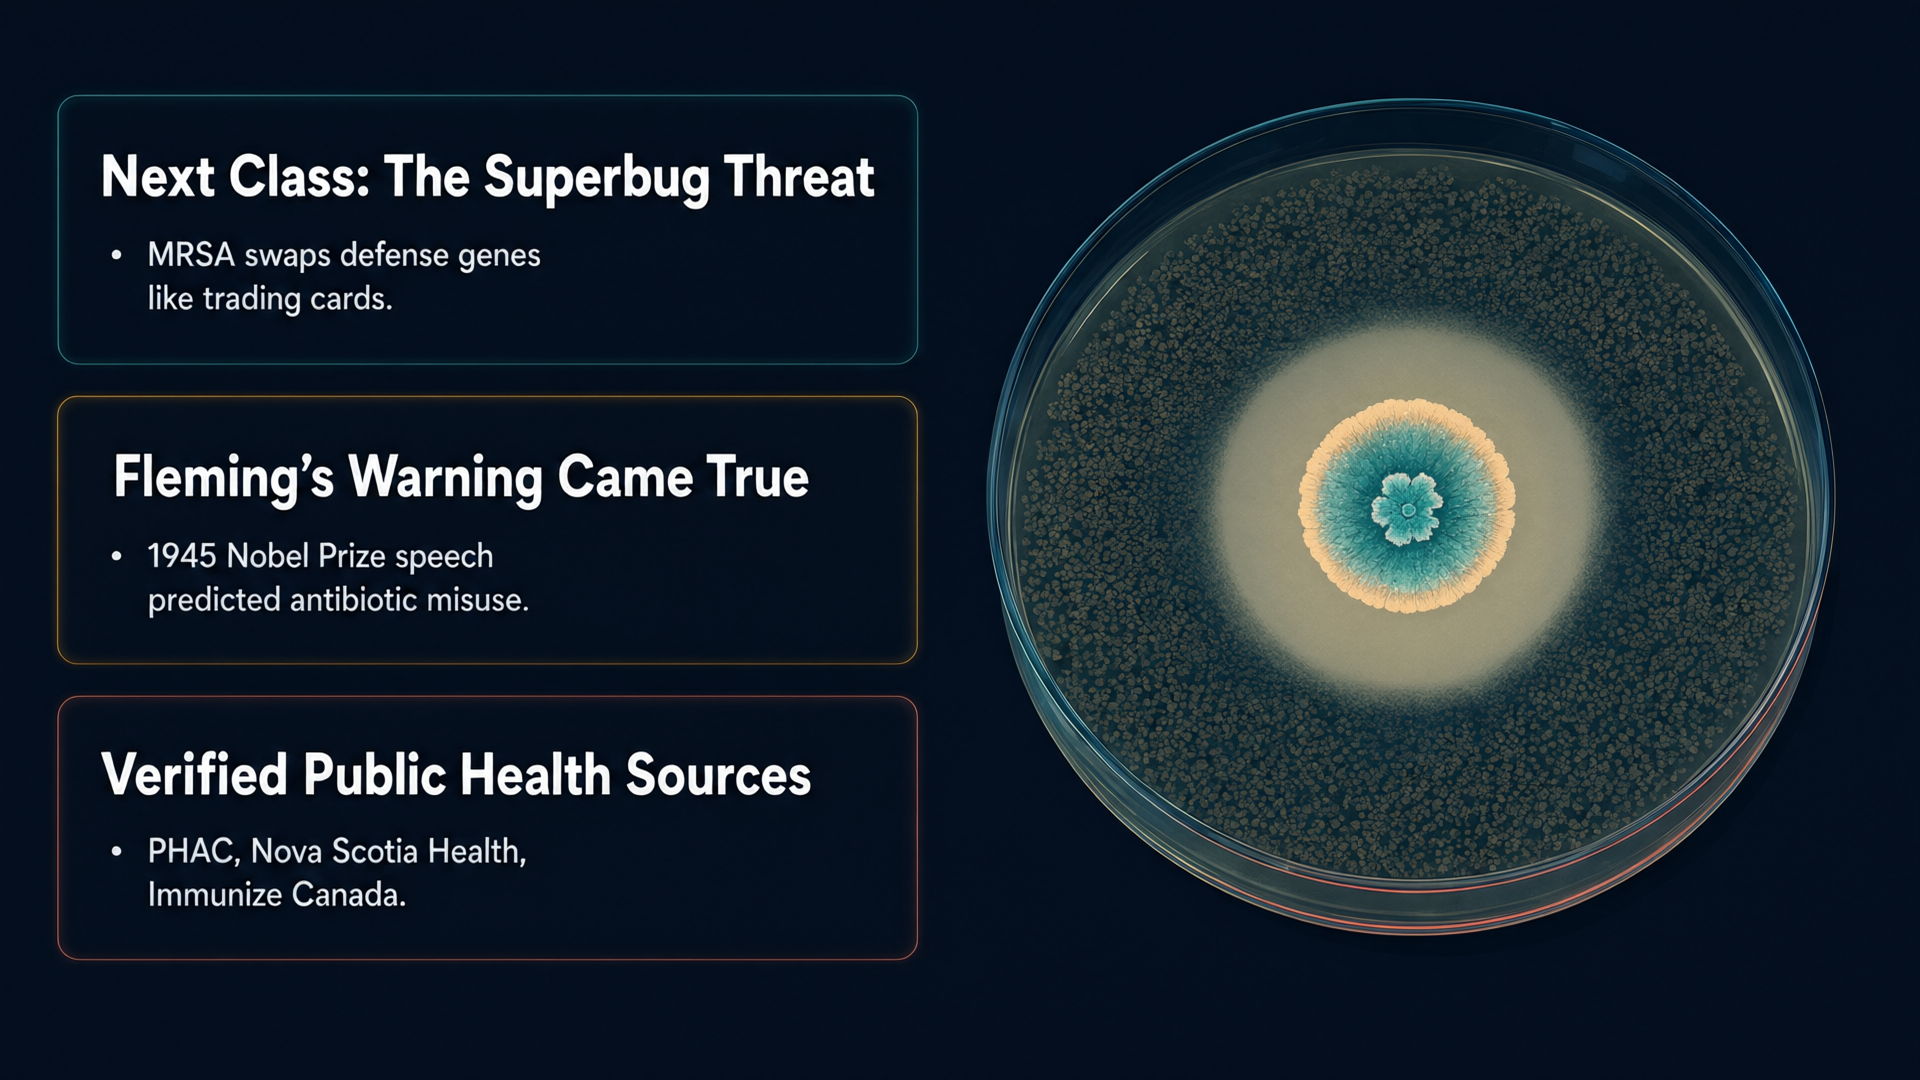 Next Class: The Superbug Threat
• MRSA swaps defense genes
like trading cards.
Fleming’s Warning Came True
• 1945 Nobel Prize speech
predicted antibiotic misuse.
Verified Public Health Sources
• PHAC, Nova Scotia Health,
Immunize Canada.